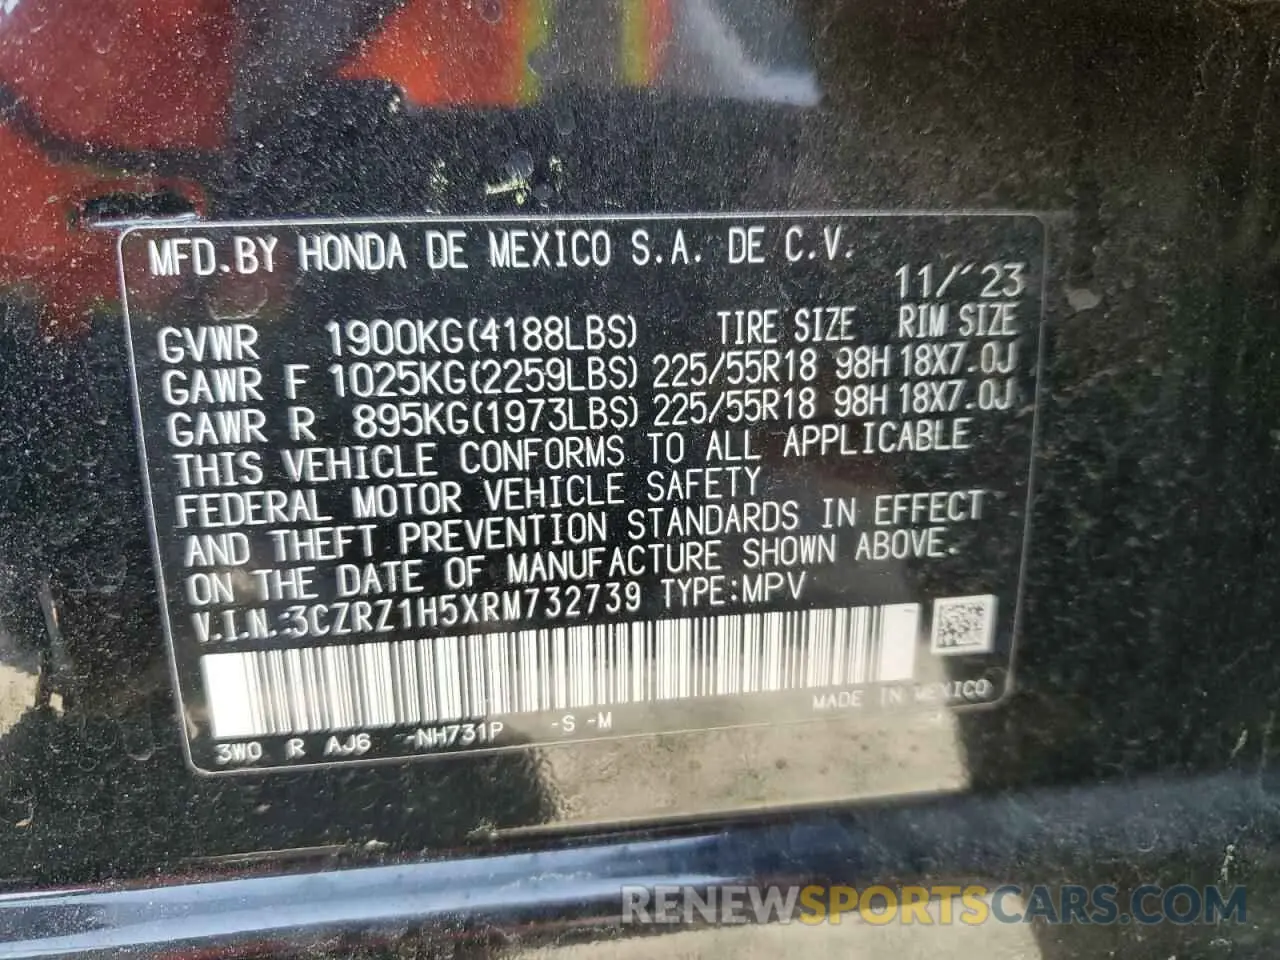 MFD.BY HONDA DE MEXICO S.A. DE C.V.
11/'23
GVWR 1900KG(4188LBS) TIRE SIZE RIM SIZE
GAWR F 1025KG(2259LBS) 225/55R18 98H 18X7.0J
GAWR R 895KG(1973LBS) 225/55R18 98H 18X7.0J
THIS VEHICLE CONFORMS TO ALL APPLICABLE
FEDERAL MOTOR VEHICLE SAFETY
AND THEFT PREVENTION STANDARDS IN EFFECT
ON THE DATE OF MANUFACTURE SHOWN ABOVE.
V.I.N.:3CZRZ1H5XRM732739 TYPE:MPV
MADE IN MEXICO
3W0 R AJ6 -NH731P -S -M
RENEWSPORTSCARS.COM